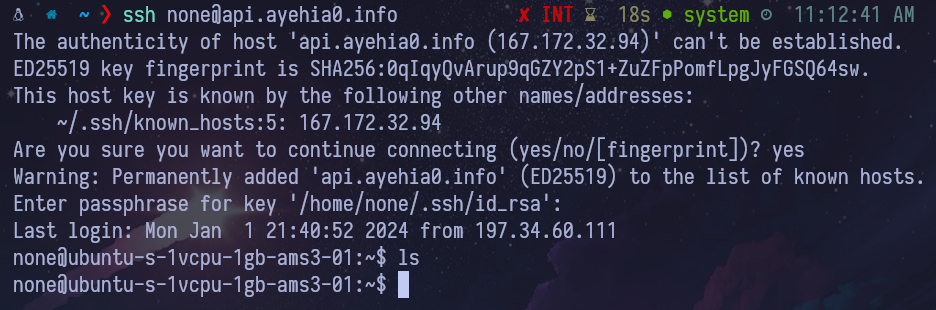 ~ ❯ ssh none@api.ayehia0.info ✘ INT ⌛ 18s ● system ◷ 11:12:41 AM
The authenticity of host 'api.ayehia0.info (167.172.32.94)' can't be established.
ED25519 key fingerprint is SHA256:0qIqyQvArup9qGZY2pS1+ZuZFpPomfLpgJyFGSQ64sw.
This host key is known by the following other names/addresses:
    ~/.ssh/known_hosts:5: 167.172.32.94
Are you sure you want to continue connecting (yes/no/[fingerprint])? yes
Warning: Permanently added 'api.ayehia0.info' (ED25519) to the list of known hosts.
Enter passphrase for key '/home/none/.ssh/id_rsa':
Last login: Mon Jan  1 21:40:52 2024 from 197.34.60.111
none@ubuntu-s-1vcpu-1gb-ams3-01:~$ ls
none@ubuntu-s-1vcpu-1gb-ams3-01:~$